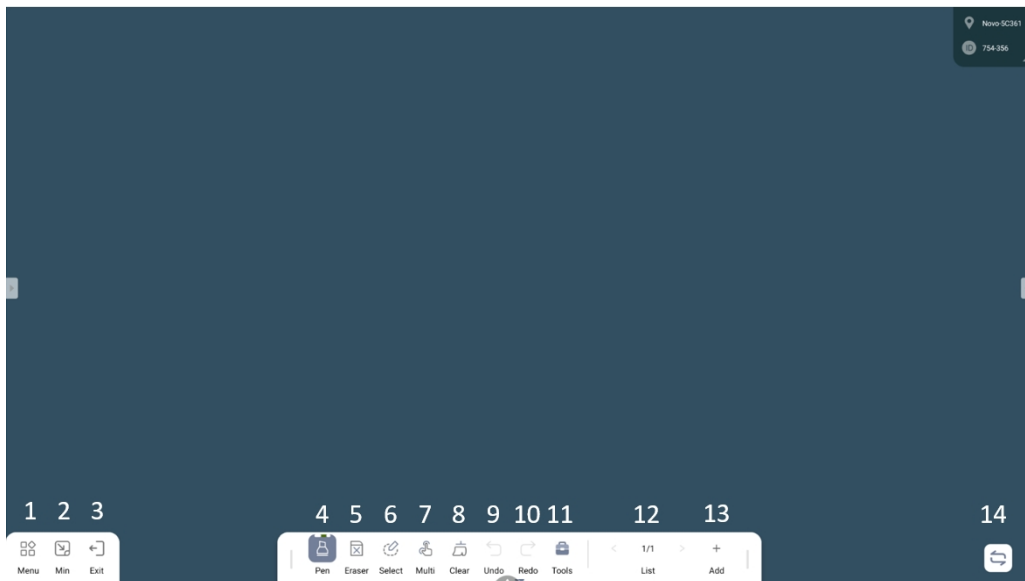 Novo-SC361
ID 754-356
1 2 3 4 5 6 7 8 9 10 11 12 13 14
1/1
Menu Min Exit Pen Eraser Select Multi Clear Undo Redo Tools List Add